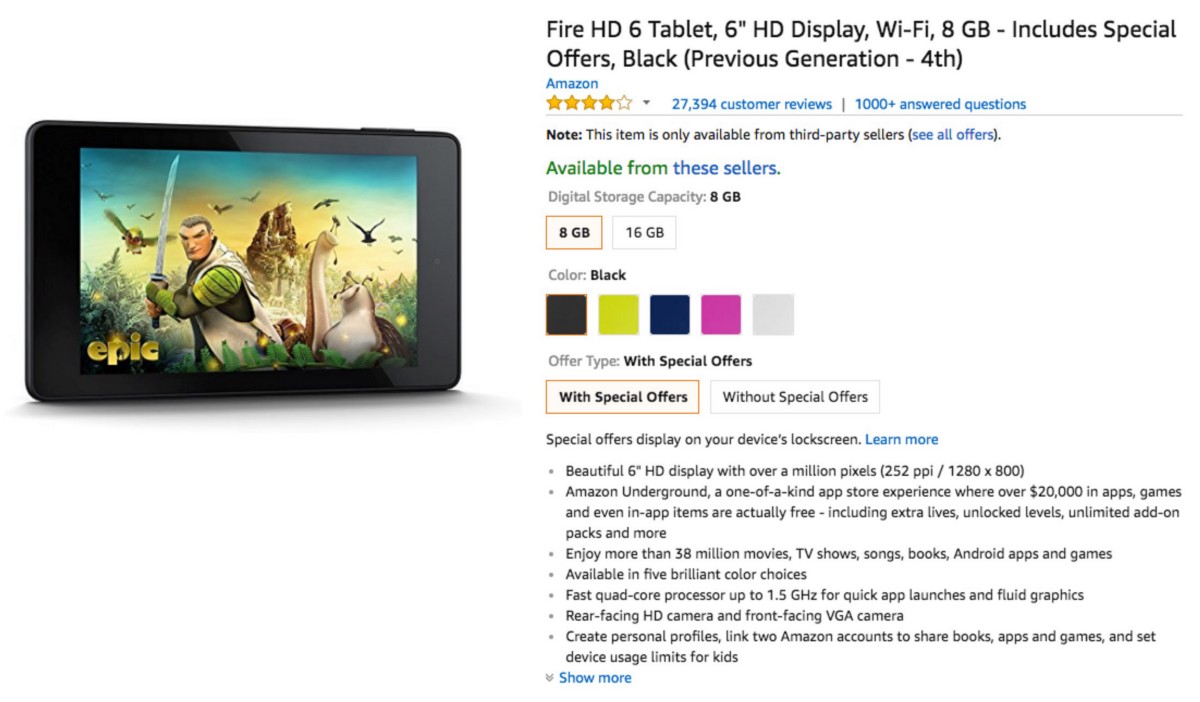 Fire HD 6 Tablet, 6" HD Display, Wi-Fi, 8 GB - Includes Special
Offers, Black (Previous Generation - 4th)
Amazon
27,394 customer reviews | 1000+ answered questions
Note: This item is only available from third-party sellers (see all offers).
Available from these sellers.
Digital Storage Capacity: 8 GB
8 GB 16 GB
Color: Black
Offer Type: With Special Offers
With Special Offers Without Special Offers
Special offers display on your device's lockscreen. Learn more
• Beautiful 6" HD display with over a million pixels (252 ppi / 1280 x 800)
• Amazon Underground, a one-of-a-kind app store experience where over $20,000 in apps, games
and even in-app items are actually free - including extra lives, unlocked levels, unlimited add-on
packs and more
• Enjoy more than 38 million movies, TV shows, songs, books, Android apps and games
• Available in five brilliant color choices
• Fast quad-core processor up to 1.5 GHz for quick app launches and fluid graphics
• Rear-facing HD camera and front-facing VGA camera
• Create personal profiles, link two Amazon accounts to share books, apps and games, and set
device usage limits for kids
Show more
epic